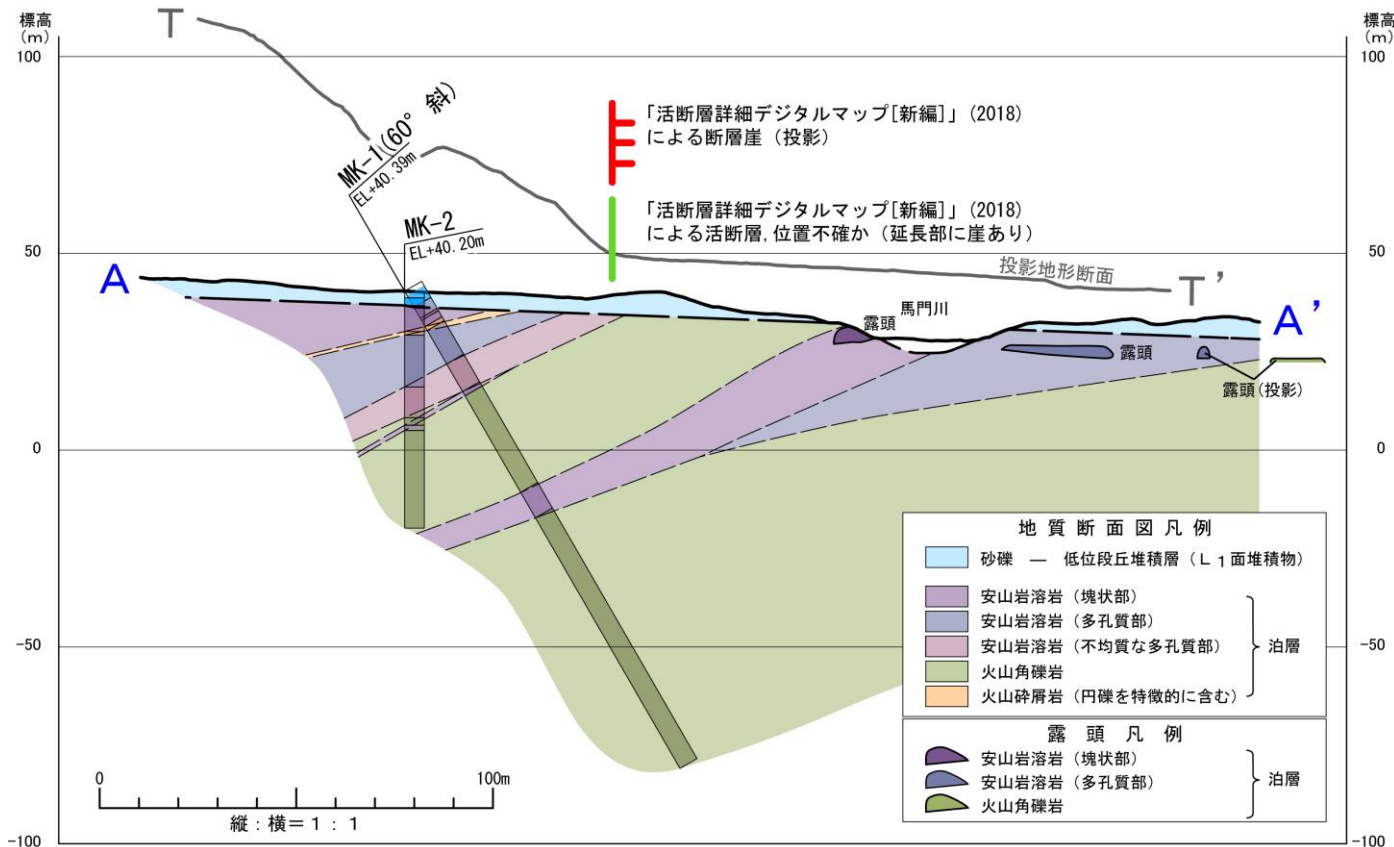 標高
(m)
100
50
0
-50
-100
標高
(m)
100
50
0
-50
-100
T
MK-1(60° 斜)
EL+40.39m
MK-2
EL+40.20m
「活断層詳細デジタルマップ[新編]」(2018)
による断層崖 (投影)
「活断層詳細デジタルマップ[新編]」(2018)
による活断層, 位置不確か (延長部に崖あり)
投影地形断面
T’
A
A’
馬門川
露頭
露頭
露頭(投影)
地質断面図凡例
砂礫 ― 低位段丘堆積層 (L1面堆積物)
安山岩溶岩 (塊状部)
安山岩溶岩 (多孔質部)
安山岩溶岩 (不均質な多孔質部)
火山角礫岩
火山砕屑岩 (円礫を特徴的に含む)
泊層
露頭凡例
安山岩溶岩 (塊状部)
安山岩溶岩 (多孔質部)
火山角礫岩
泊層
0
100m
縦:横=1:1